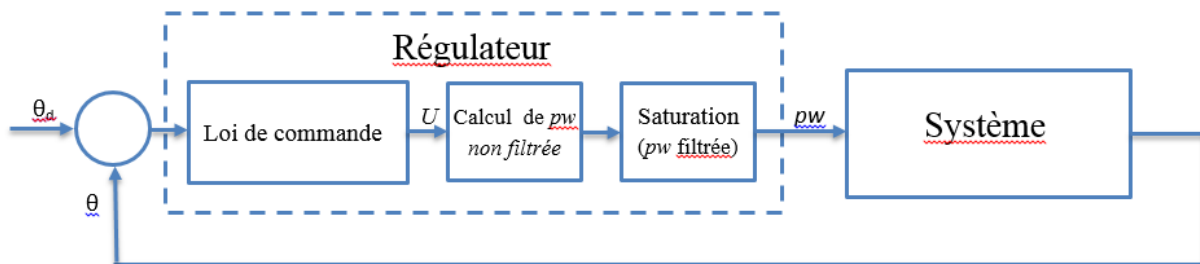 Régulateur
θd
Loi de commande
U
Calcul de pw
non filtrée
Saturation
(pw filtrée)
pw
Système
θ